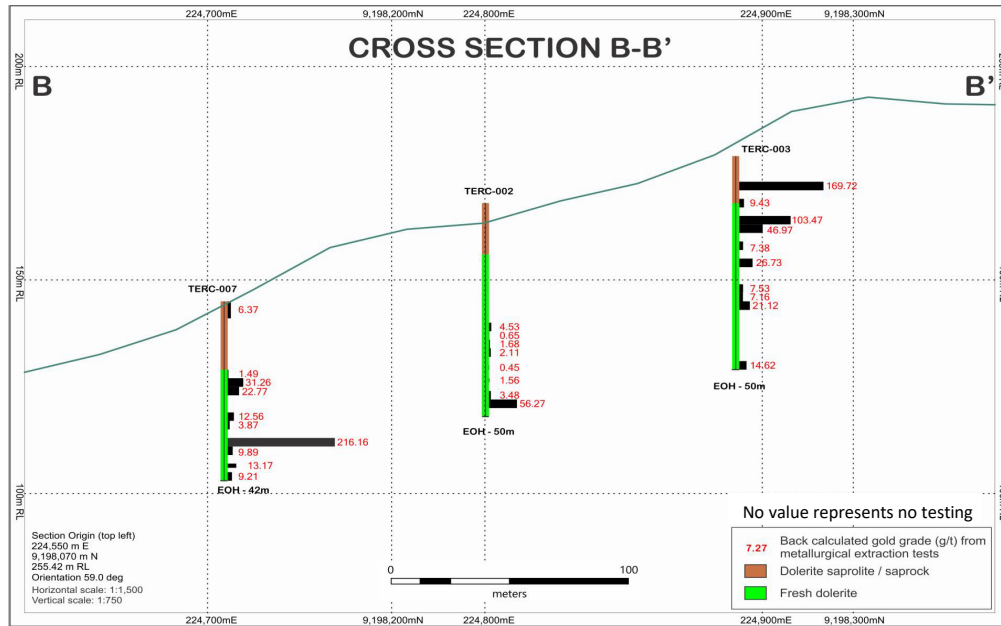 224,700mE 9,198,200mN 224,800mE 224,900mE 9,198,300mN
CROSS SECTION B-B’
200m RL
B
B’
TERC-003
169.72
9.43
103.47
46.97
7.38
26.73
7.53
7.16
21.12
14.62
EOH - 50m
TERC-002
4.53
0.65
1.68
2.11
0.45
1.56
3.48
56.27
EOH - 50m
150m RL
TERC-007
6.37
1.49
31.26
22.77
12.56
3.87
216.16
9.89
13.17
9.21
EOH - 42m
100m RL
Section Origin (top left)
224,550 m E
9,198,070 m N
255.42 m RL
Orientation 59.0 deg
Horizontal scale: 1:1,500
Vertical scale: 1:750
0 100
meters
No value represents no testing
7.27 Back calculated gold grade (g/t) from
metallurgical extraction tests
Dolerite saprolite / saprock
Fresh dolerite
224,700mE 9,198,200mN 224,800mE 224,900mE 9,198,300mN